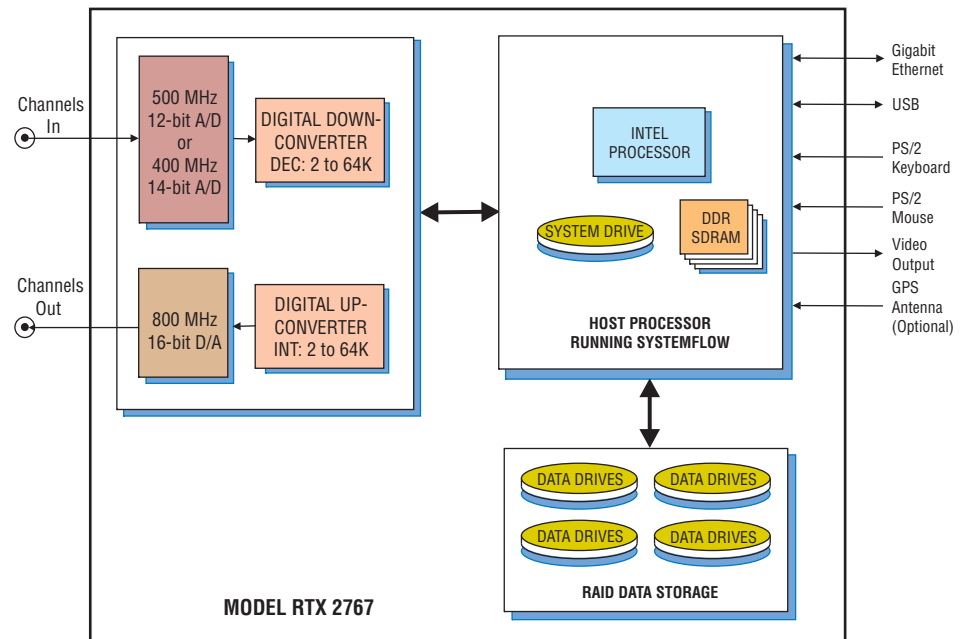 Channels
In
500 MHz
12-bit A/D
or
400 MHz
14-bit A/D
DIGITAL DOWN-
CONVERTER
DEC: 2 to 64K
Channels
Out
800 MHz
16-bit D/A
DIGITAL UP-
CONVERTER
INT: 2 to 64K
INTEL
PROCESSOR
SYSTEM DRIVE
DDR
SDRAM
HOST PROCESSOR
RUNNING SYSTEMFLOW
Gigabit
Ethernet
USB
PS/2
Keyboard
PS/2
Mouse
Video
Output
GPS
Antenna
(Optional)
DATA DRIVES
DATA DRIVES
DATA DRIVES
DATA DRIVES
RAID DATA STORAGE
MODEL RTX 2767